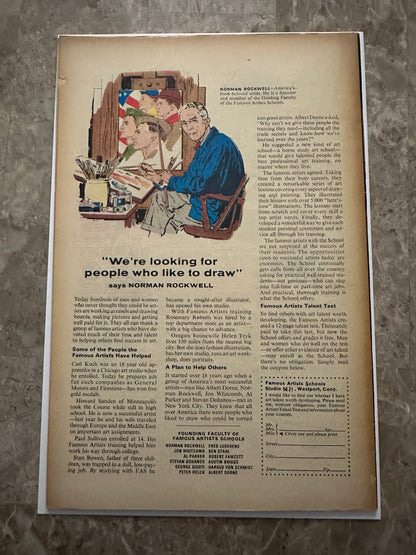 NORMAN ROCKWELL—America's
most beloved artist. He is a founder
and member of the Guiding Faculty
of the Famous Artists Schools.
"We're looking for
people who like to draw"
says NORMAN ROCKWELL
Today hundreds of men and women
who never thought they could be art-
ists are working at easels and drawing
boards, making pictures and getting
well paid for it. They all can thank a
group of famous artists who have de-
voted much of their time and talent
to helping others find success in art.
Some of the People the
Famous Artists Have Helped
Carl Koch was an 18 year old ap-
prentice in a Chicago art studio when
he enrolled. Today he prepares art
for such companies as General
Motors and Firestone—has won five
gold medals.
Howard Sanden of Minneapolis
took the Course while still in high
school. He is now a successful artist
—last year he and his wife traveled
through Europe and the Middle East
on important art assignments.
Paul Sullivan enrolled at 14. His
Famous Artists training helped him
work his way through college.
Stan Bowen, father of three chil-
dren, was trapped in a dull, low-pay-
ing job. By studying with FAS he
became a sought-after illustrator,
has opened his own studio.
With Famous Artists training
Rosemary Kobetts was hired by a
top department store as an artist—
with a big chance to advance.
Oregon housewife Helen Tryk
lives 150 miles from the nearest big
city. But she does fashion illustration,
has her own studio, runs an art work-
shop, does portraits.
A Plan to Help Others
It started over 18 years ago when a
group of America's most successful
artists—men like Albert Dorne, Nor-
man Rockwell, Jon Whitcomb, Al
Parker and Stevan Dohanos—met in
New York City. They knew that all
over America there were people who
liked to draw who could be turned
FOUNDING FACULTY OF
FAMOUS ARTISTS SCHOOLS
NORMAN ROCKWELL FRED LUDEKENS
JON WHITCOMB BEN STAHL
AL PARKER ROBERT FAWCETT
STEVAN DOHANOS AUSTIN BRIGGS
GEORGE GIUSTI HAROLD VON SCHMIDT
PETER HELCK ALBERT DORNE
into good artists. Albert Dorne asked,
"Why can't we give these people the
training they need—including all the
trade secrets and know-how we've
learned over the years?"
He suggested a new kind of art
school—a home study art school—
that would give talented people the
best professional art training, no
matter where they live.
The famous artists agreed. Taking
time from their busy careers, they
created a remarkable series of art
lessons covering every aspect of draw-
ing and painting. They illustrated
their lessons with over 5,000 "here's-
how" illustrations. The lessons start
from scratch and cover every skill a
top artist needs. Finally, they de-
veloped a wonderful way to give each
student personal criticism and ad-
vice all through his training.
The famous artists with the School
are not surprised at the success of
their students. The opportunities
open to successful artists today are
enormous. The School continually
gets calls from all over the country
asking for practical, well-trained stu-
dents—not geniuses—who can step
into full-time or part-time art jobs.
And practical, thorough training is
what the School offers.
Famous Artists Talent Test
To find others with art talent worth
developing, the Famous Artists cre-
ated a 12-page talent test. Thousands
paid to take this test, but now the
School offers and grades it free. Men
and women who do well on the test
—or offer other evidence of art talent
—may enroll in the School. But
there's no obligation. Simply mail
the coupon below.
Famous Artists Schools
Studio 5621, Westport, Conn.
I would like to find out whether I have
art talent worth developing. Please send
me, without obligation, your Famous
Artists Talent Test and information about
your courses.
Mr.
Mrs. Age
Miss Circle one and please print
Street
City
State Zip